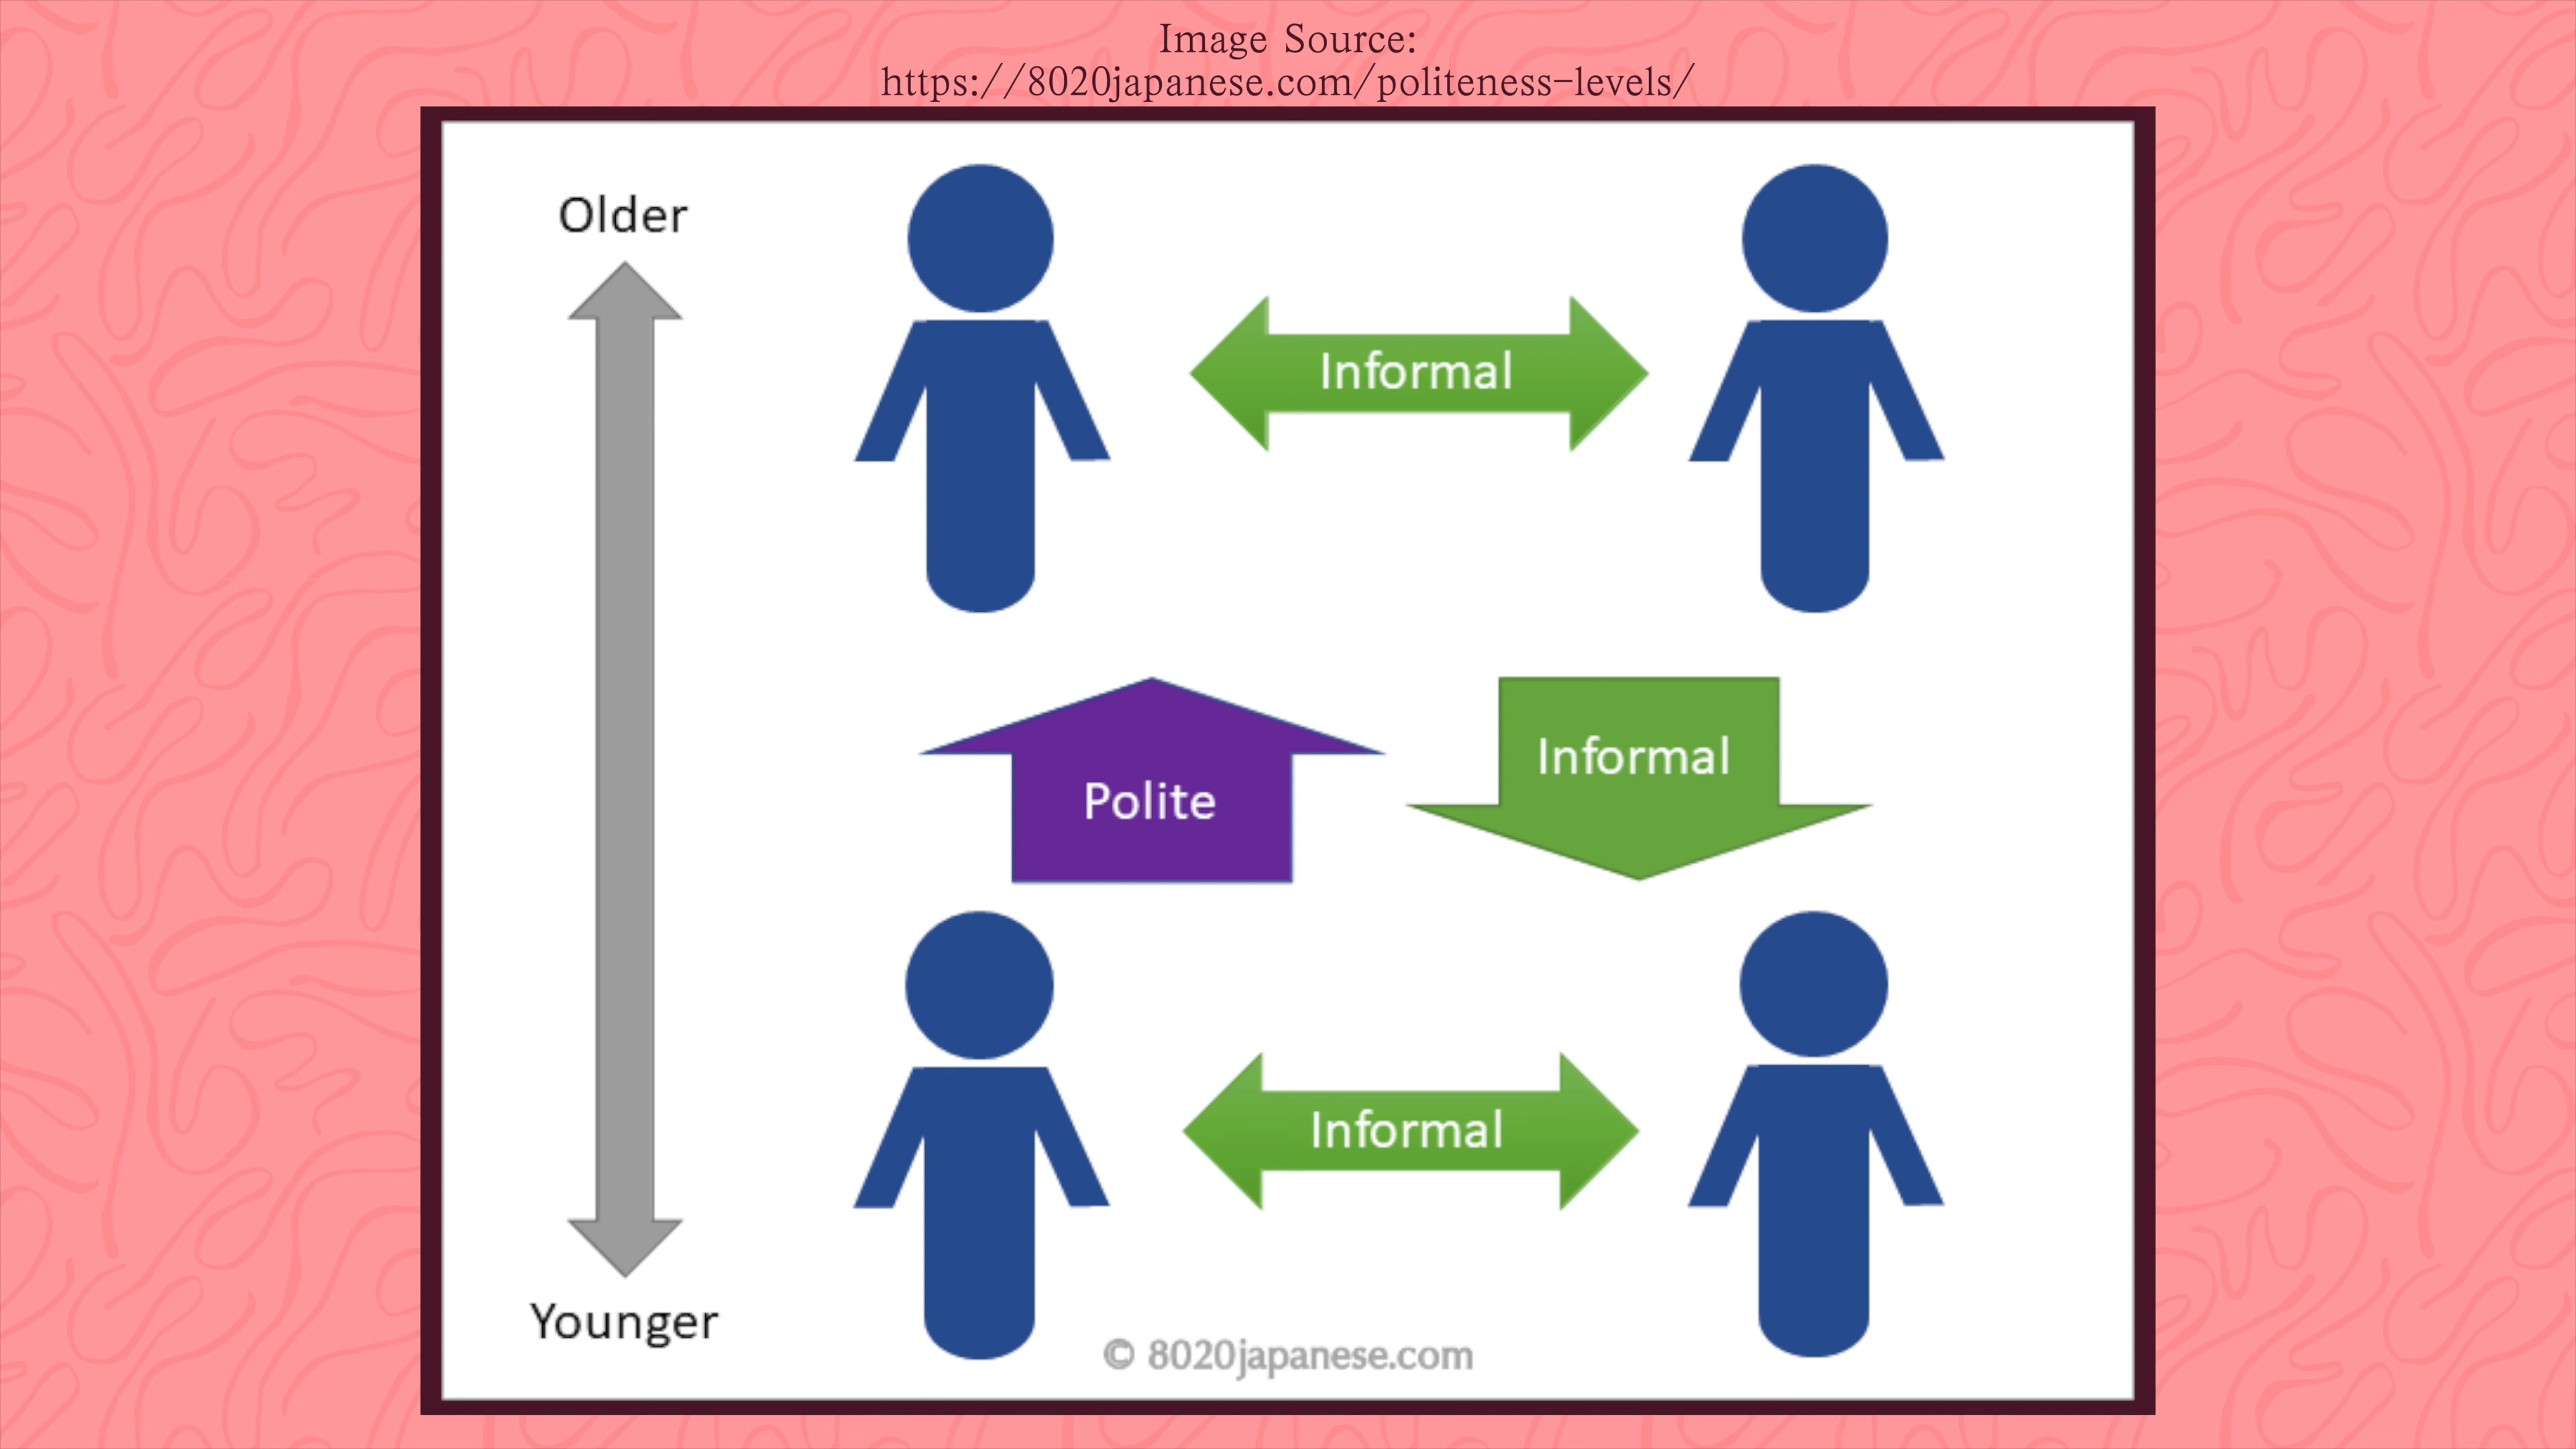 Image Source:
https://8020japanese.com/politeness-levels/
Older
Informal
Polite
Informal
Informal
Younger
© 8020japanese.com